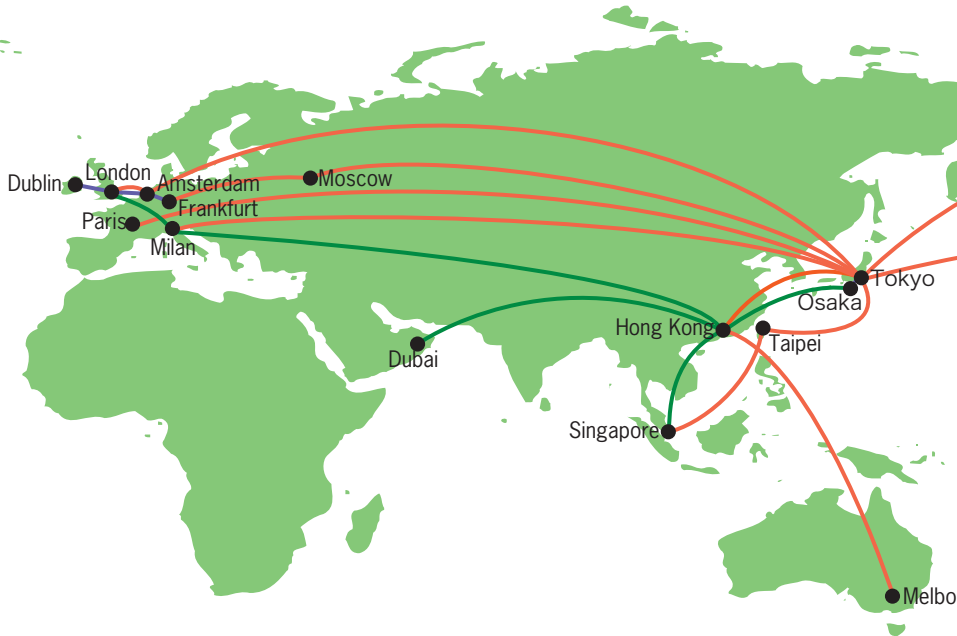 London
Dublin
Amsterdam
Moscow
Frankfurt
Paris
Milan
Tokyo
Osaka
Hong Kong
Taipei
Dubai
Singapore
Melbo